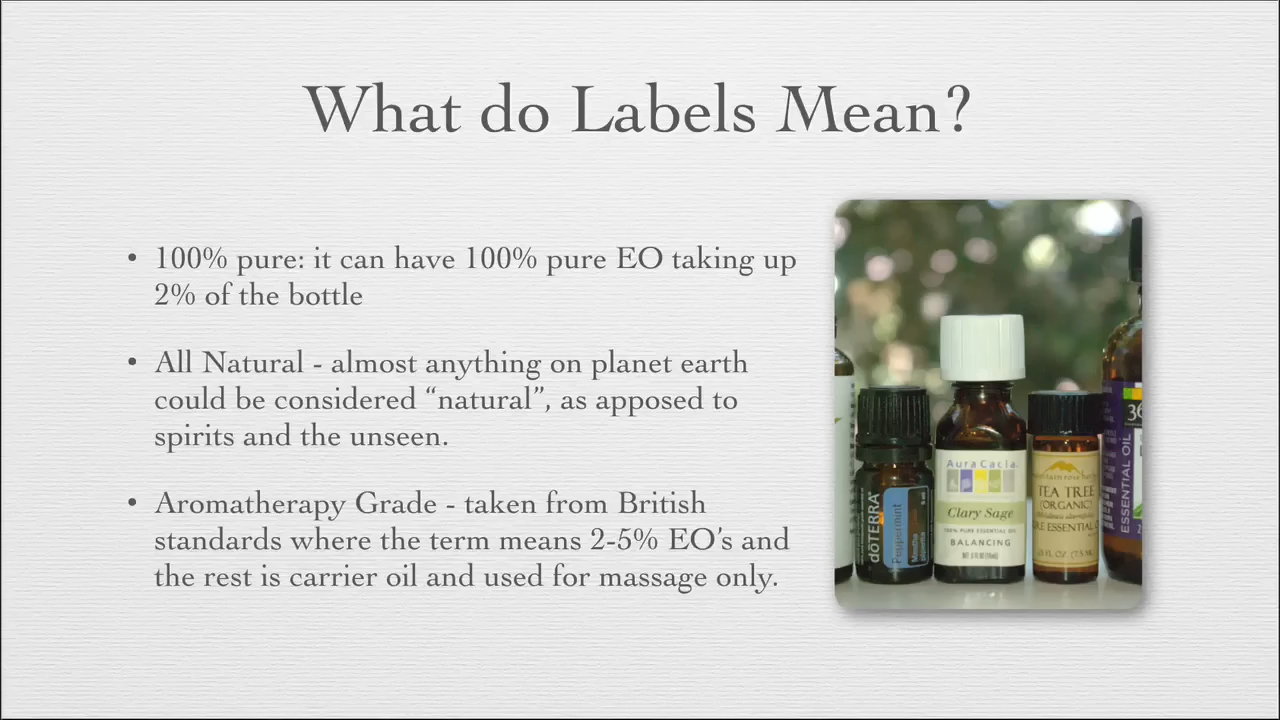 What do Labels Mean?
• 100% pure: it can have 100% pure EO taking up
2% of the bottle
• All Natural - almost anything on planet earth
could be considered “natural”, as apposed to
spirits and the unseen.
• Aromatherapy Grade - taken from British
standards where the term means 2-5% EO’s and
the rest is carrier oil and used for massage only.
dōTERRA
Peppermint
Aura Cacia
Clary Sage
100% PURE ESSENTIAL OIL
BALANCING
TEA TREE
(ORGANIC)
ESSENTIAL OIL
36